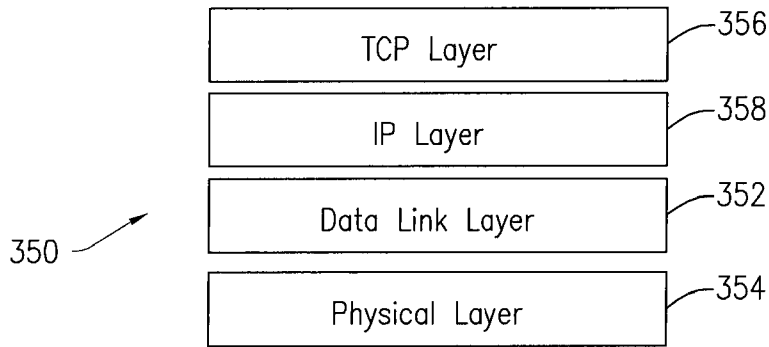 TCP Layer
356
IP Layer
358
Data Link Layer
352
350
Physical Layer
354